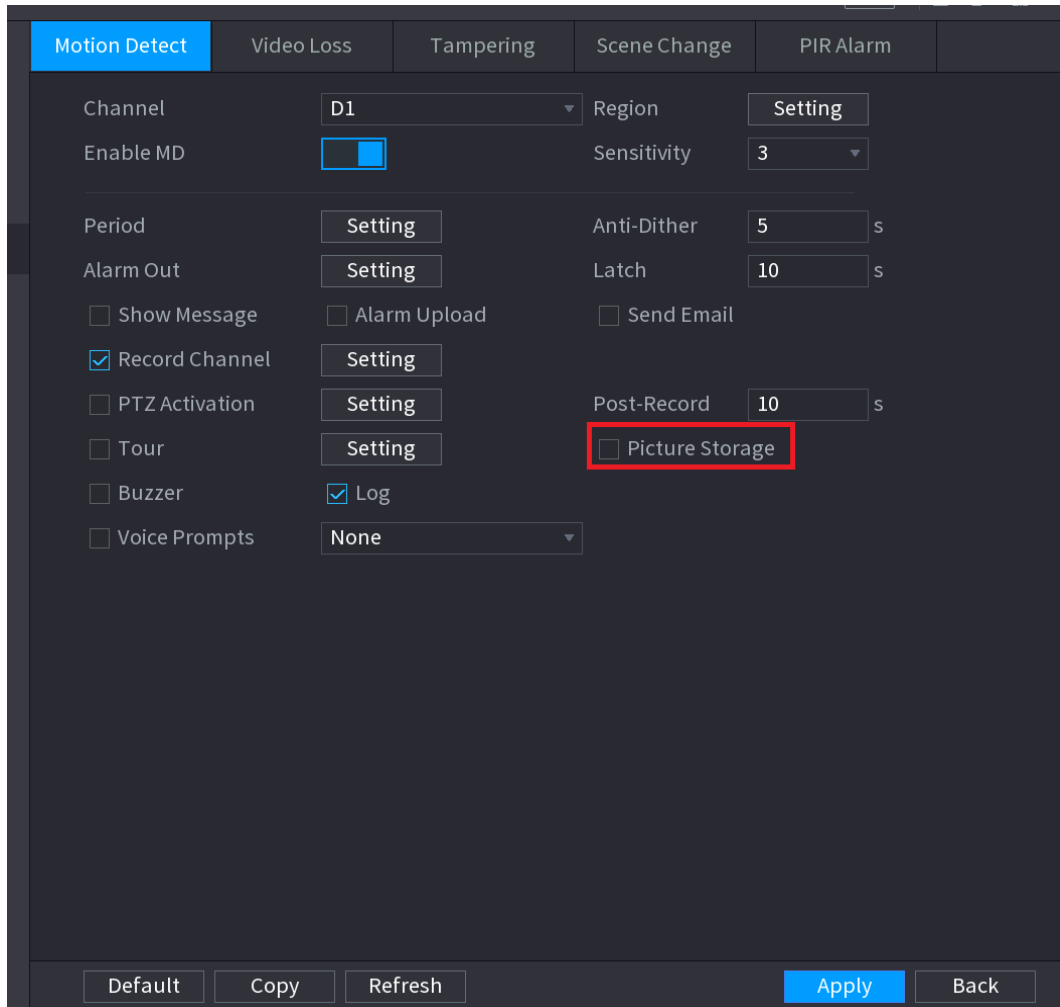 Motion Detect Video Loss Tampering Scene Change PIR Alarm
Channel D1 Region Setting
Enable MD Sensitivity 3
Period Setting Anti-Dither 5 s
Alarm Out Setting Latch 10 s
Show Message Alarm Upload Send Email
Record Channel Setting
PTZ Activation Setting Post-Record 10 s
Tour Setting Picture Storage
Buzzer Log
Voice Prompts None
Default Copy Refresh Apply Back